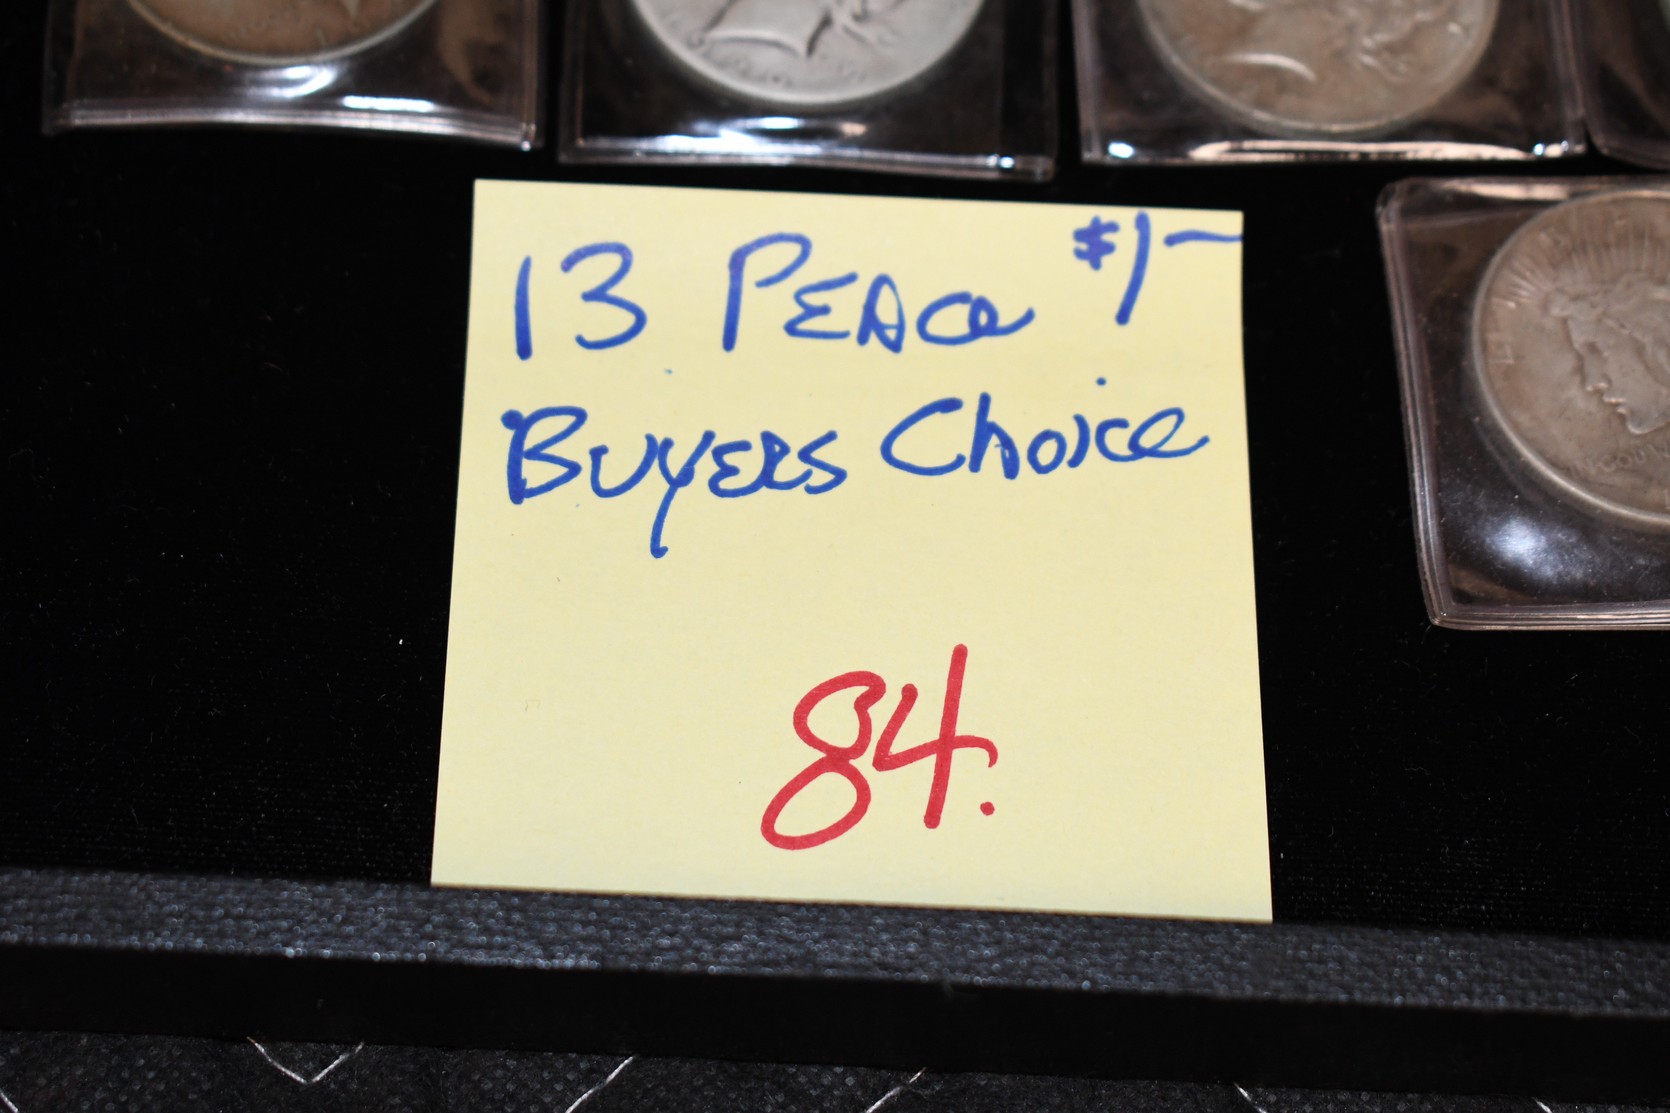 13 PEACe $1-
BUYERS Choice
84.